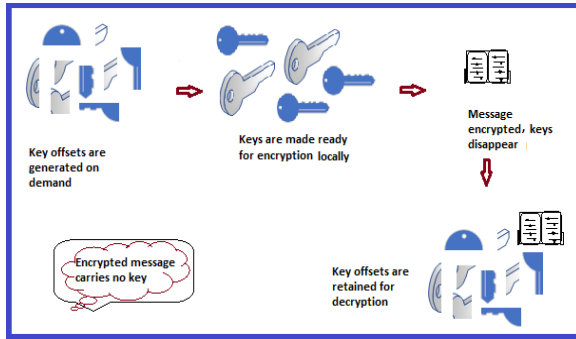 Key offsets are
generated on
demand
Keys are made ready
for encryption locally
Message
encrypted, keys
disappear
Encrypted message
carries no key
Key offsets are
retained for
decryption